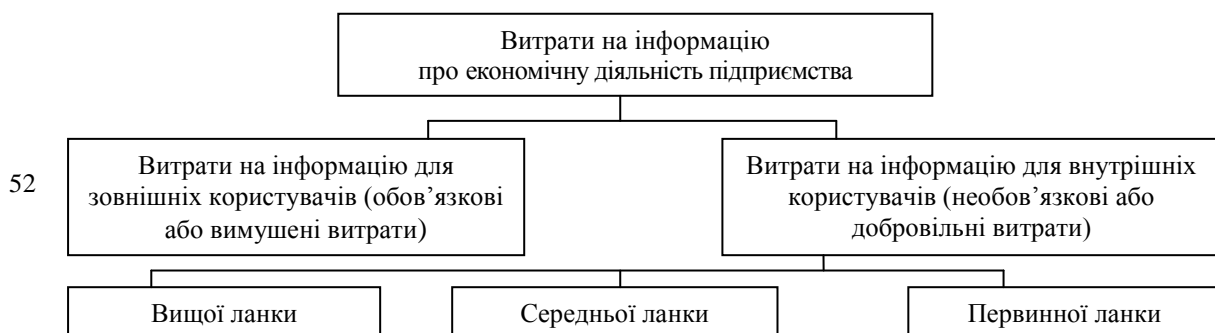 Витрати на інформацію
про економічну діяльність підприємства
52
Витрати на інформацію для
зовнішніх користувачів (обов’язкові
або вимушені витрати)
Витрати на інформацію для внутрішніх
користувачів (необов’язкові або
добровільні витрати)
Вищої ланки
Середньої ланки
Первинної ланки